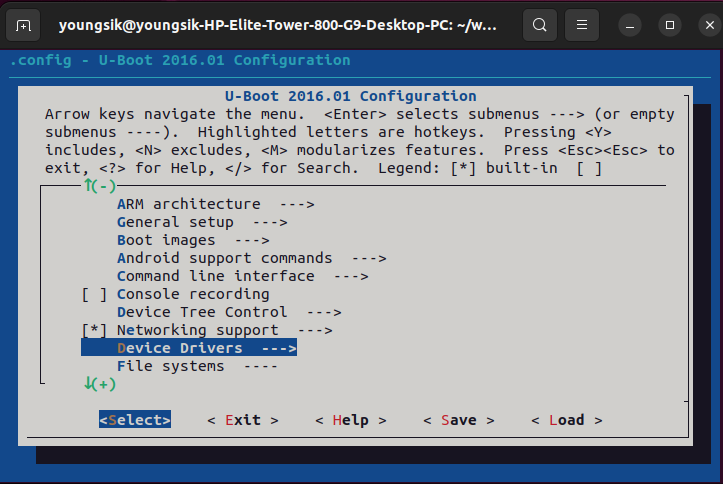 youngsik@youngsik-HP-Elite-Tower-800-G9-Desktop-PC: ~/w...
.config - U-Boot 2016.01 Configuration
U-Boot 2016.01 Configuration
Arrow keys navigate the menu.  <Enter> selects submenus ---> (or empty
submenus ----).  Highlighted letters are hotkeys.  Pressing <Y>
includes, <N> excludes, <M> modularizes features.  Press <Esc><Esc> to
exit, <?> for Help, </> for Search.  Legend: [*] built-in  [ ]
↑(-)
ARM architecture  --->
General setup  --->
Boot images  --->
Android support commands  --->
Command line interface  --->
[ ] Console recording
Device Tree Control  --->
[*] Networking support  --->
Device Drivers  --->
File systems  ----
↓(+)
<Select>    < Exit >    < Help >    < Save >    < Load >